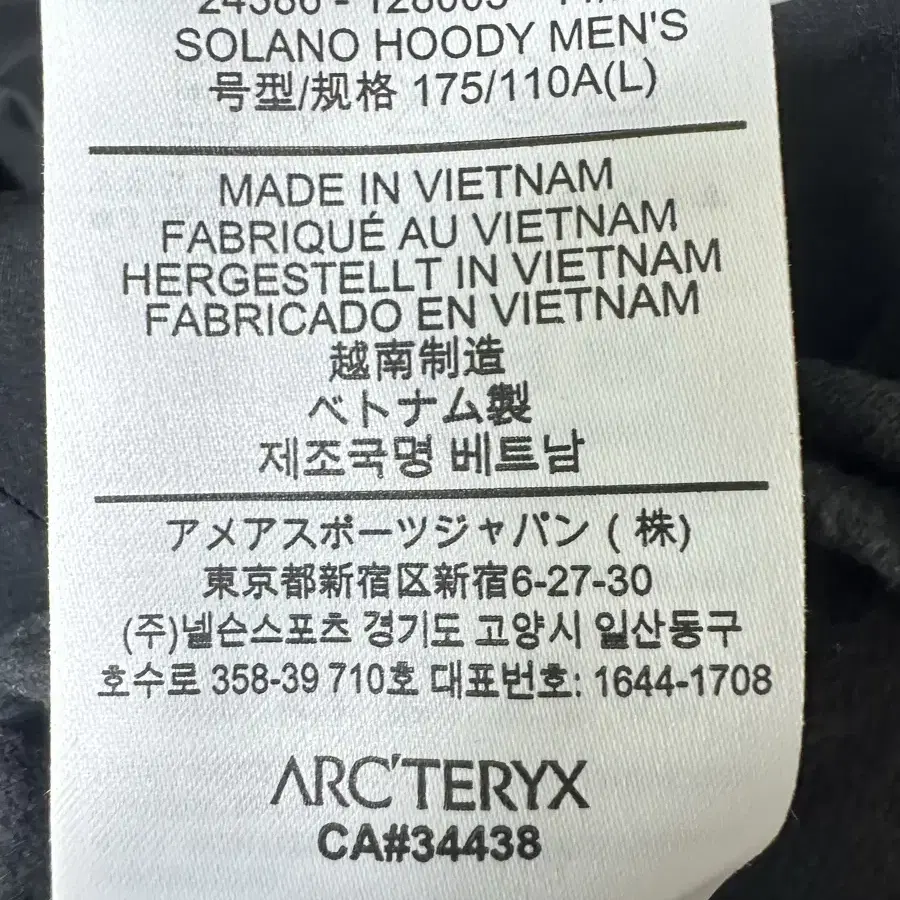 24386 - 128005
SOLANO HOODY MEN'S
号型/规格 175/110A(L)
MADE IN VIETNAM
FABRIQUÉ AU VIETNAM
HERGESTELLT IN VIETNAM
FABRICADO EN VIETNAM
越南制造
ベトナム製
제조국명 베트남
アメアスポーツジャパン ( 株)
東京都新宿区新宿6-27-30
(주)넬슨스포츠 경기도 고양시 일산동구
호수로 358-39 710호 대표번호: 1644-1708
ARC'TERYX
CA#34438